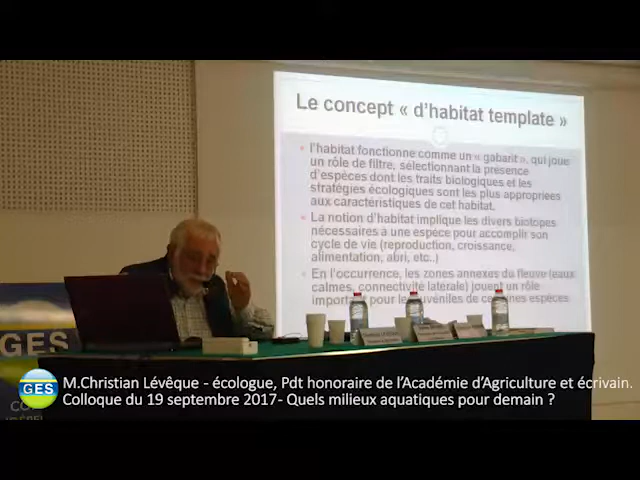 Le concept « d'habitat template »
l'habitat fonctionne comme un « gabarit », qui joue
un rôle de filtre, sélectionnant la présence
d'espèces dont les traits biologiques et les
stratégies écologiques sont les plus appropriées
aux caractéristiques de cet habitat.
La notion d'habitat implique les divers biotopes
nécessaires à une espèce pour accomplir son
cycle de vie (reproduction, croissance,
alimentation, abri, etc..)
En l'occurrence, les zones annexes du fleuve (eaux
calmes, connectivité latérale) jouent un rôle
important pour les juvéniles de certaines espèces
GES
GES
M.Christian Lévêque - écologue, Pdt honoraire de l'Académie d'Agriculture et écrivain.
Colloque du 19 septembre 2017- Quels milieux aquatiques pour demain ?